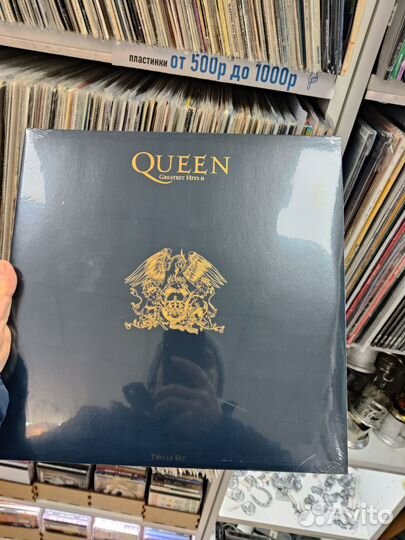 пластинки от 500р до 1000р
QUEEN
GREATEST HITS II
TWO LP SET
Avito